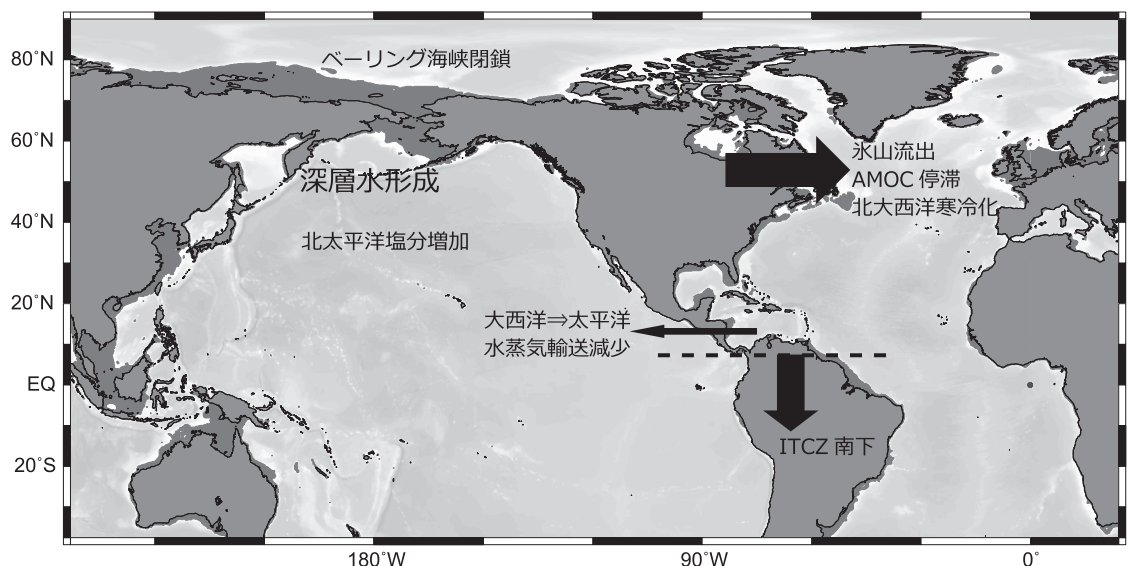 ベーリング海峡閉鎖
深層水形成
北太平洋塩分増加
氷山流出
AMOC 停滞
北大西洋寒冷化
大西洋⇒太平洋
水蒸気輸送減少
ITCZ 南下
80˚N
60˚N
40˚N
20˚N
EQ
20˚S
180˚W
90˚W
0˚